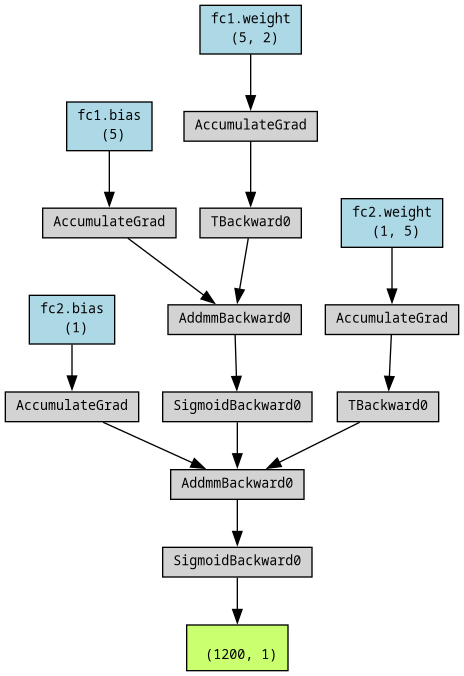 fc1.weight
(5, 2)
fc1.bias
(5)
AccumulateGrad
AccumulateGrad
TBackward0
fc2.weight
(1, 5)
fc2.bias
(1)
AddmmBackward0
AccumulateGrad
AccumulateGrad
SigmoidBackward0
TBackward0
AddmmBackward0
SigmoidBackward0
(1200, 1)